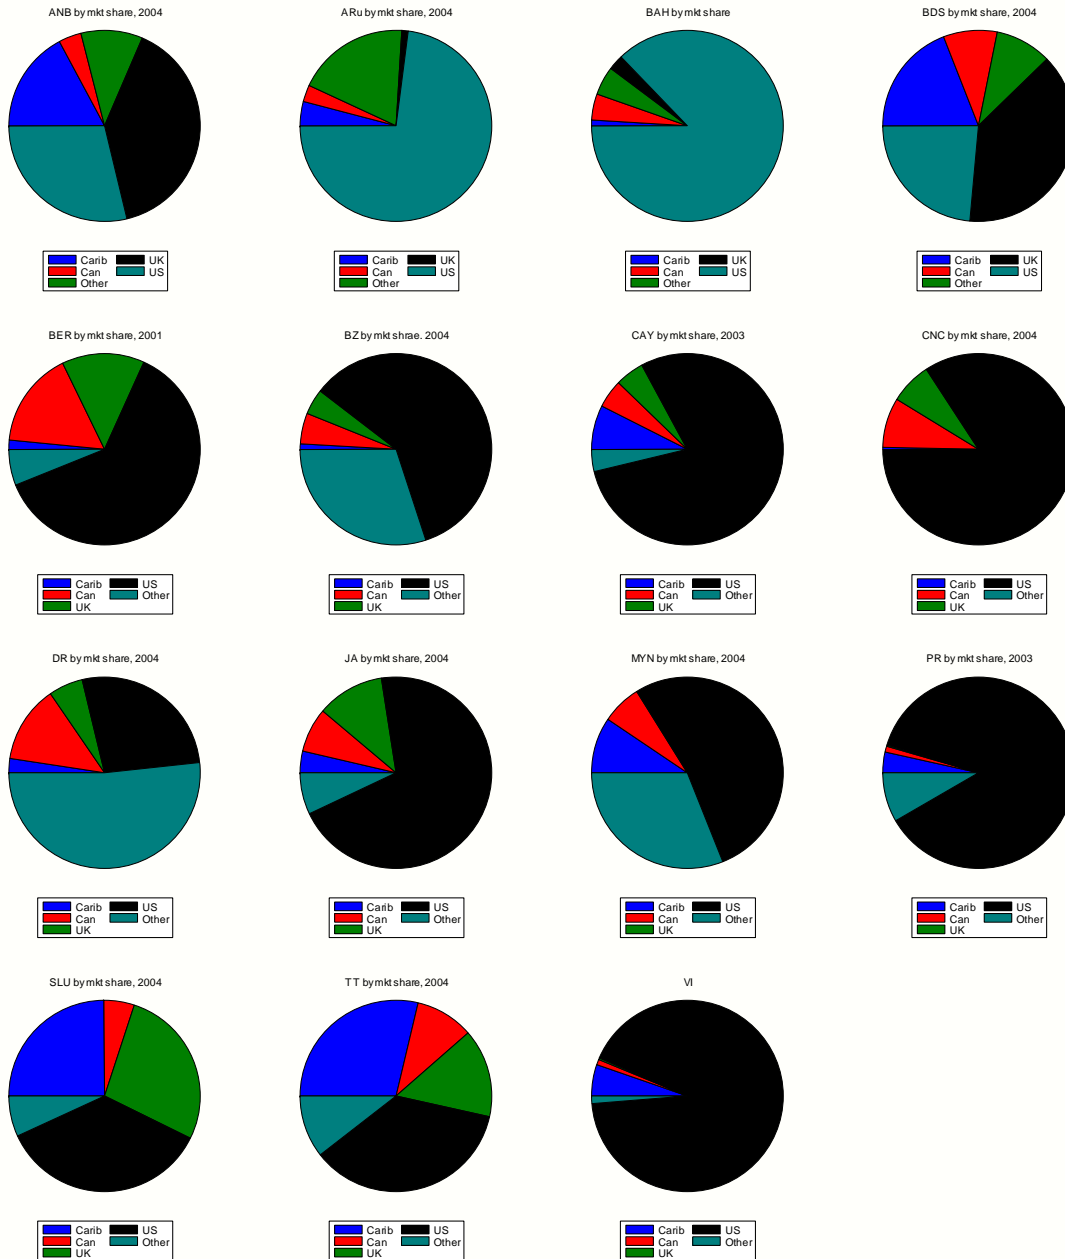 ANB by mkt share, 2004
ARu by mkt share, 2004
BAH by mkt share
BDS by mkt share, 2004
Carib UK
Can US
Other
Carib UK
Can US
Other
Carib UK
Can US
Other
Carib UK
Can US
Other
BER by mkt share, 2001
BZ by mkt shrae. 2004
CAY by mkt share, 2003
CNC by mkt share, 2004
Carib US
Can Other
UK
Carib US
Can Other
UK
Carib US
Can Other
UK
Carib US
Can Other
UK
DR by mkt share, 2004
JA by mkt share, 2004
MYN by mkt share, 2004
PR by mkt share, 2003
Carib US
Can Other
UK
Carib US
Can Other
UK
Carib US
Can Other
UK
Carib US
Can Other
UK
SLU by mkt share, 2004
TT by mkt share, 2004
VI
Carib US
Can Other
UK
Carib US
Can Other
UK
Carib US
Can Other
UK